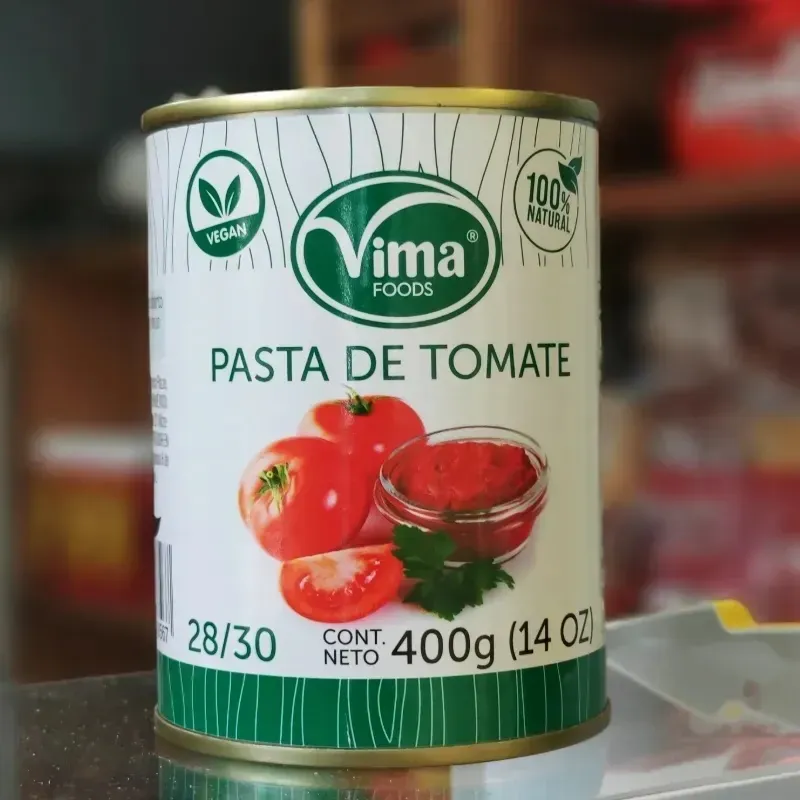 VEGAN
Vima®
FOODS
100%
NATURAL
PASTA DE TOMATE
28/30
CONT.
NETO
400g (14 OZ)